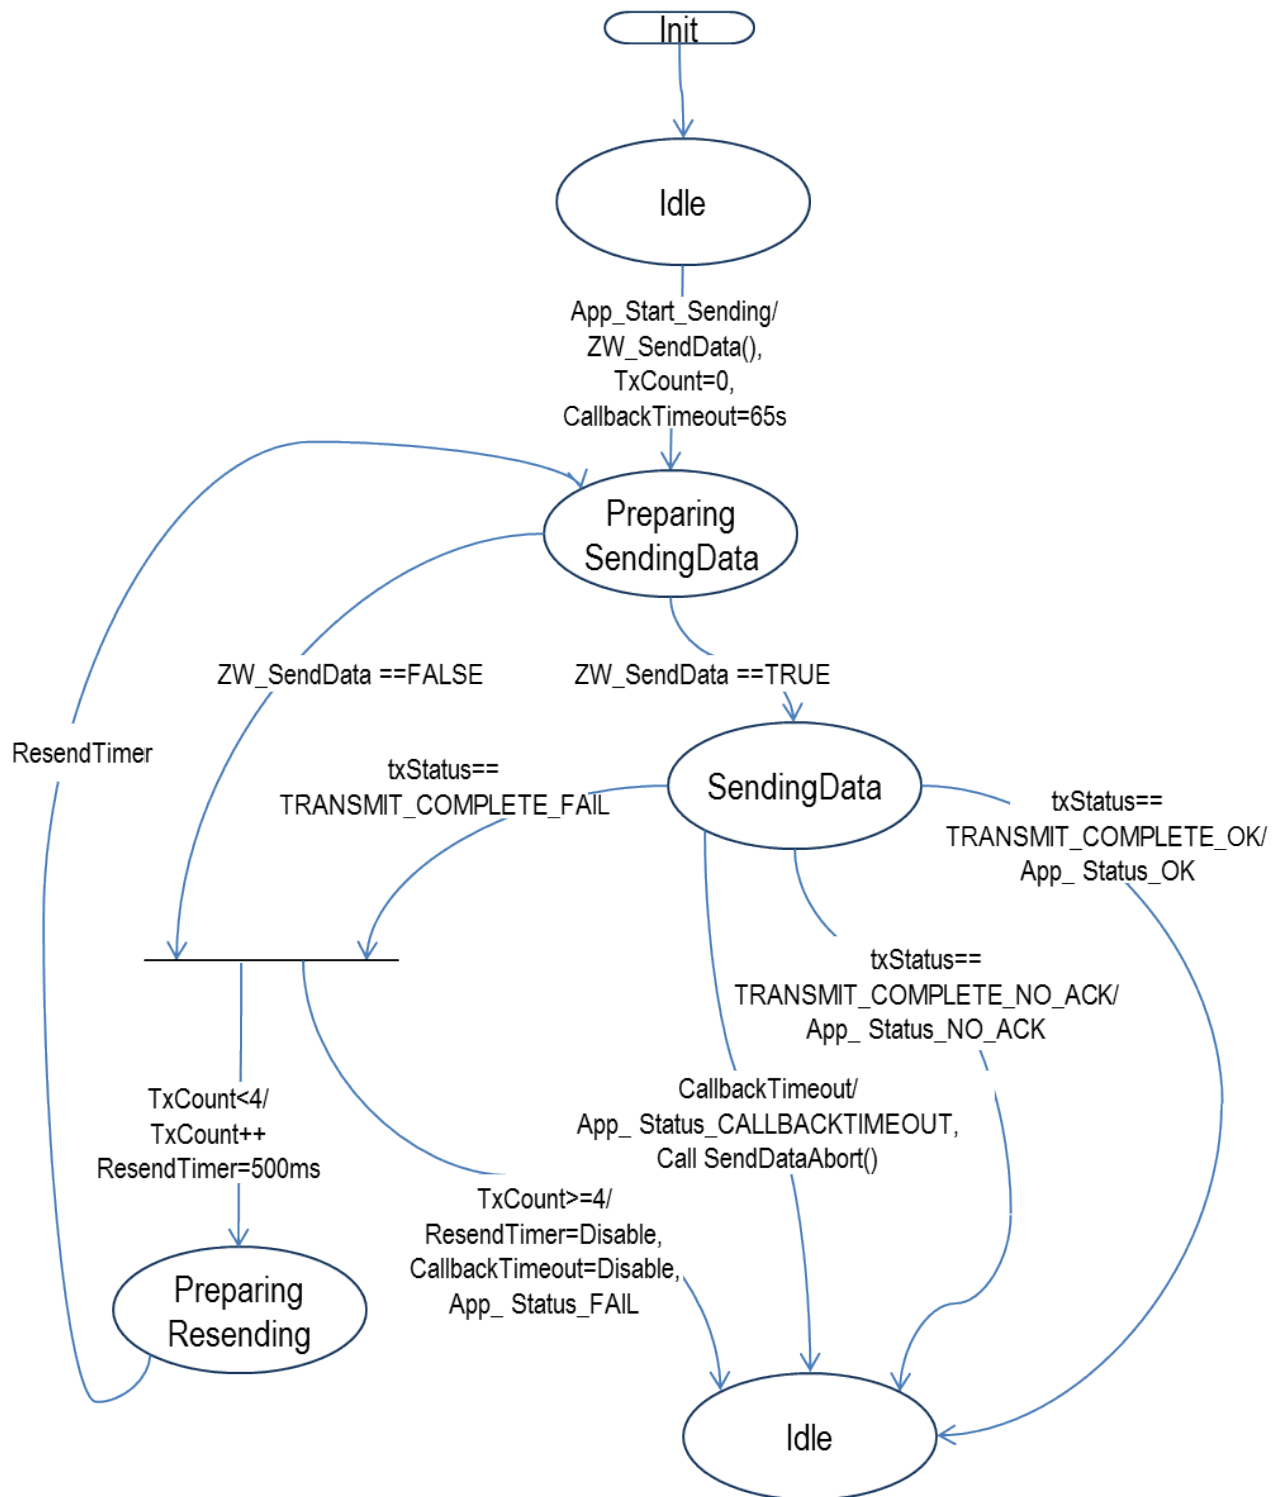 Init
Idle
App_Start_Sending/
ZW_SendData(),
TxCount=0,
CallbackTimeout=65s
Preparing
SendingData
ZW_SendData ==FALSE
ZW_SendData ==TRUE
ResendTimer
txStatus==
TRANSMIT_COMPLETE_FAIL
SendingData
txStatus==
TRANSMIT_COMPLETE_OK/
App_ Status_OK
txStatus==
TRANSMIT_COMPLETE_NO_ACK/
App_ Status_NO_ACK
TxCount<4/
TxCount++
ResendTimer=500ms
CallbackTimeout/
App_ Status_CALLBACKTIMEOUT,
Call SendDataAbort()
TxCount>=4/
ResendTimer=Disable,
CallbackTimeout=Disable,
App_ Status_FAIL
Preparing
Resending
Idle